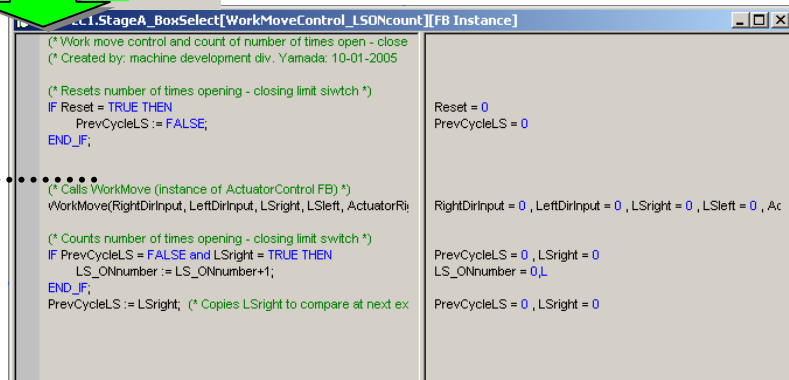 .StageA_BoxSelect[WorkMoveControl_LSONcount][FB Instance]
(* Work move control and count of number of times open - close
(* Created by: machine development div. Yamada: 10-01-2005
(* Resets number of times opening - closing limit siwtch *)
IF Reset = TRUE THEN
Reset = 0
PrevCycleLS := FALSE;
PrevCycleLS = 0
END_IF;
(* Calls WorkMove (instance of ActuatorControl FB) *)
WorkMove(RightDirInput, LeftDirInput, LSright, LSleft, ActuatorRi
RightDirInput = 0 , LeftDirInput = 0 , LSright = 0 , LSleft = 0 , Ac
(* Counts number of times opening - closing limit switch *)
IF PrevCycleLS = FALSE and LSright = TRUE THEN
PrevCycleLS = 0 , LSright = 0
LS_ONnumber := LS_ONnumber+1;
LS_ONnumber = 0,L
END_IF;
PrevCycleLS := LSright; (* Copies LSright to compare at next ex
PrevCycleLS = 0 , LSright = 0